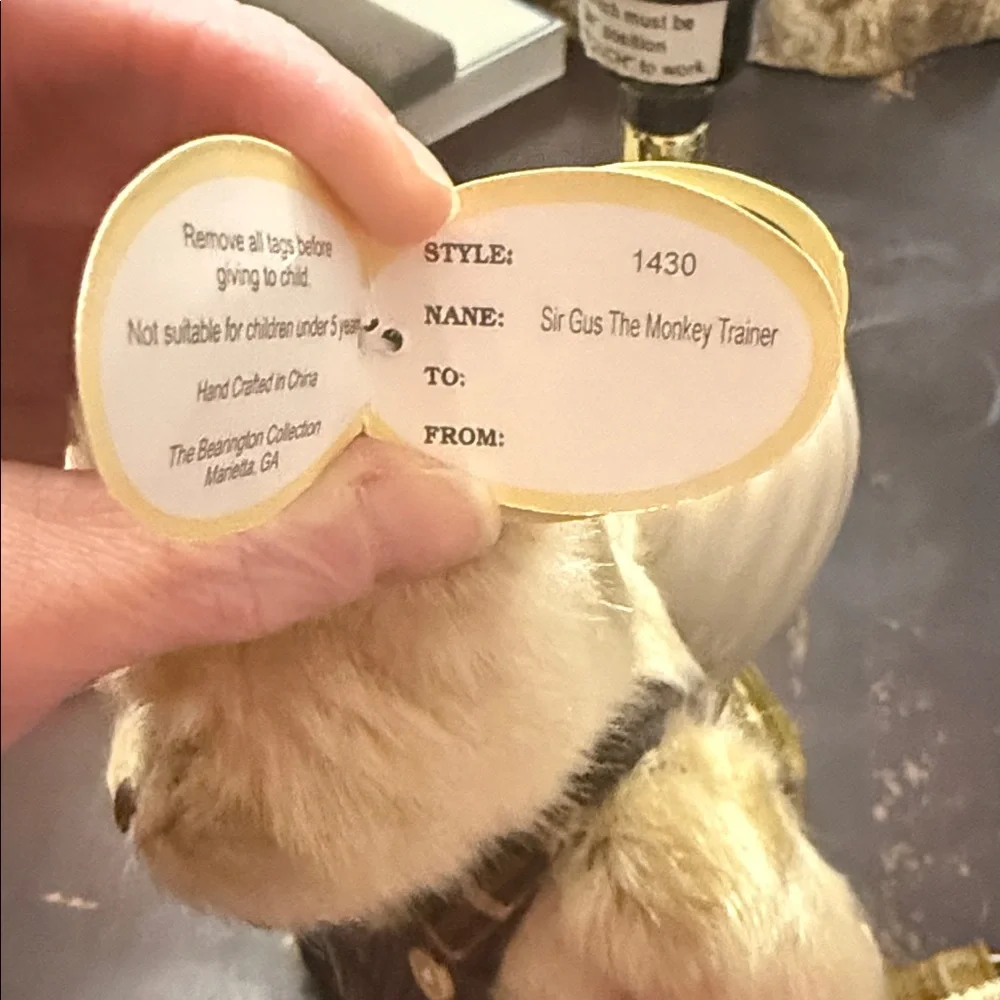 must be
to work
Remove all tags before
giving to child.
Not suitable for children under 5 years
Hand Crafted in China
The Bearington Collection
Marietta, GA
STYLE: 1430
NANE: Sir Gus The Monkey Trainer
TO:
FROM: